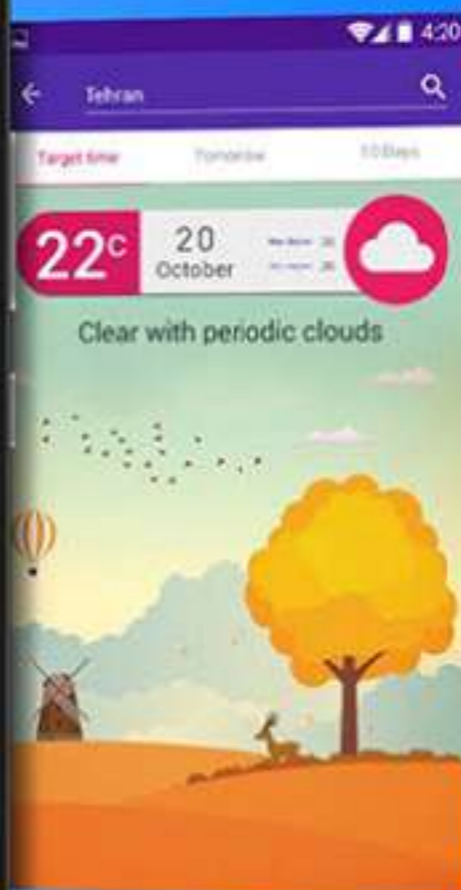 4:20
Tehran
Target time Tomorrow 10 Days
22c 20
October
Clear with periodic clouds